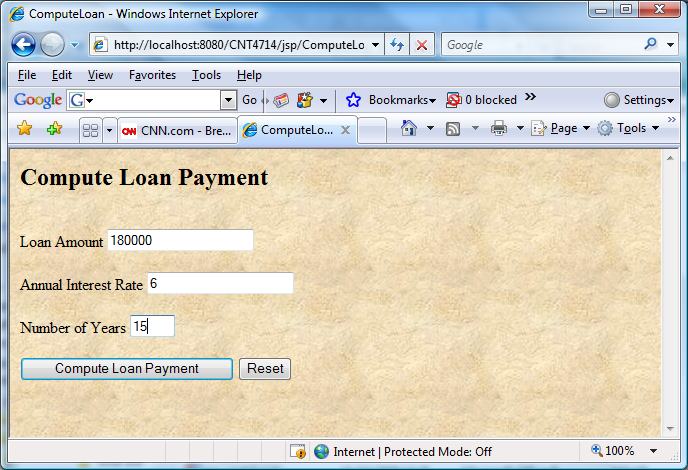 ComputeLoan - Windows Internet Explorer
http://localhost:8080/CNT4714/jsp/ComputeLo
Google
File Edit View Favorites Tools Help
Google G Go Bookmarks 0 blocked » Settings
CNN.com - Bre... ComputeLo... Page Tools »
Compute Loan Payment
Loan Amount 180000
Annual Interest Rate 6
Number of Years 15
Compute Loan Payment Reset
Internet | Protected Mode: Off 100%